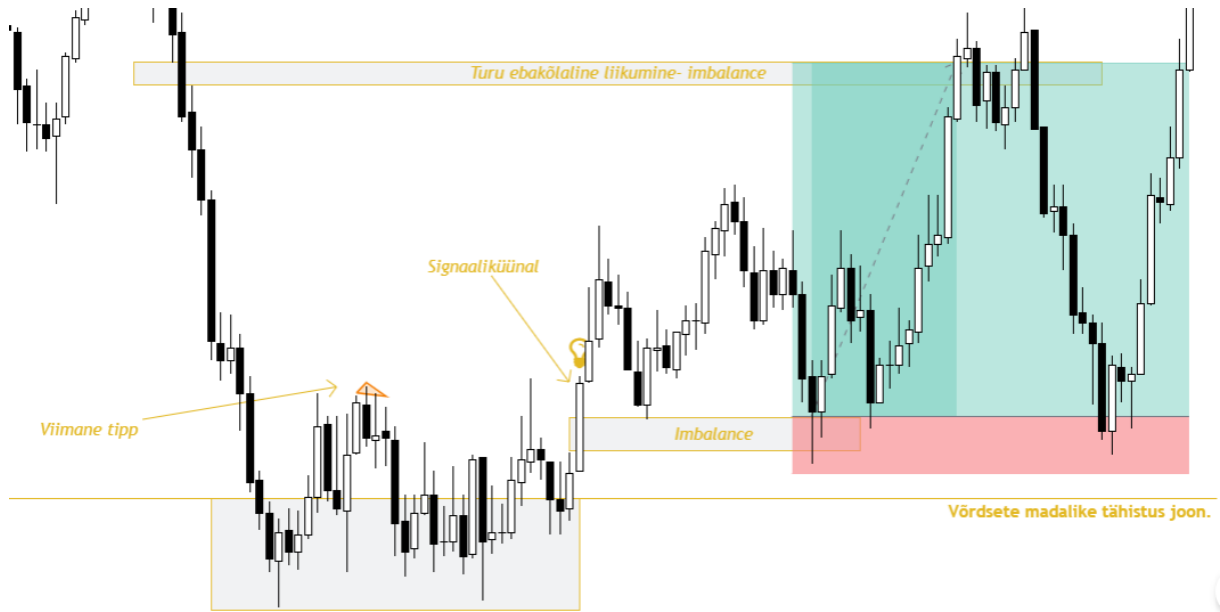 Turu ebakõlaline liikumine- imbalance
Signaaliküünal
Viimane tipp
Imbalance
Võrdsete madalike tähistus joon.